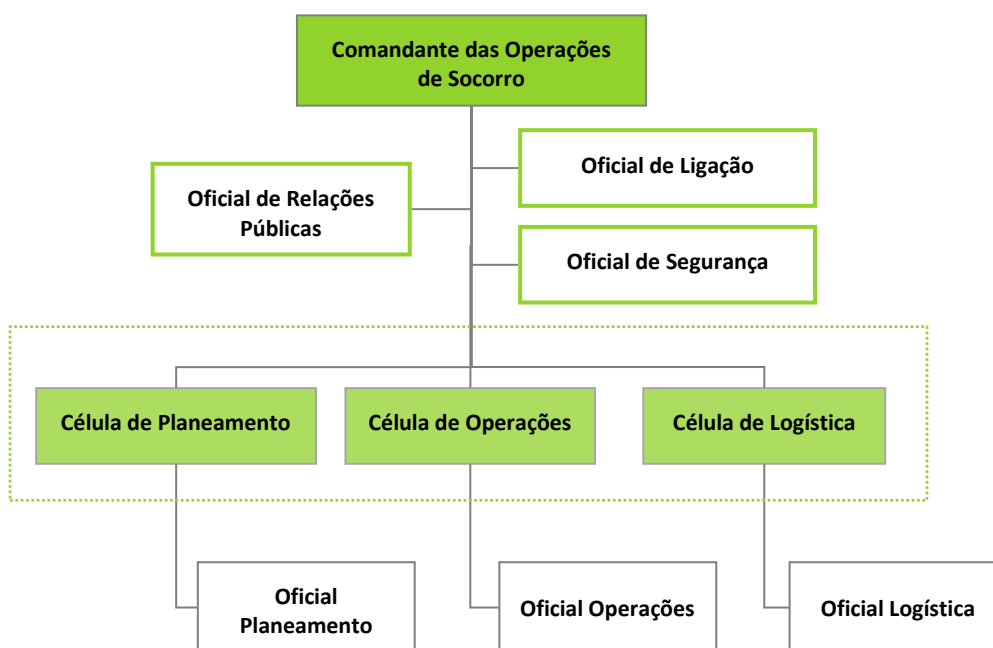 Comandante das Operações
de Socorro
Oficial de Ligação
Oficial de Relações
Públicas
Oficial de Segurança
Célula de Planeamento
Célula de Operações
Célula de Logística
Oficial
Planeamento
Oficial Operações
Oficial Logística